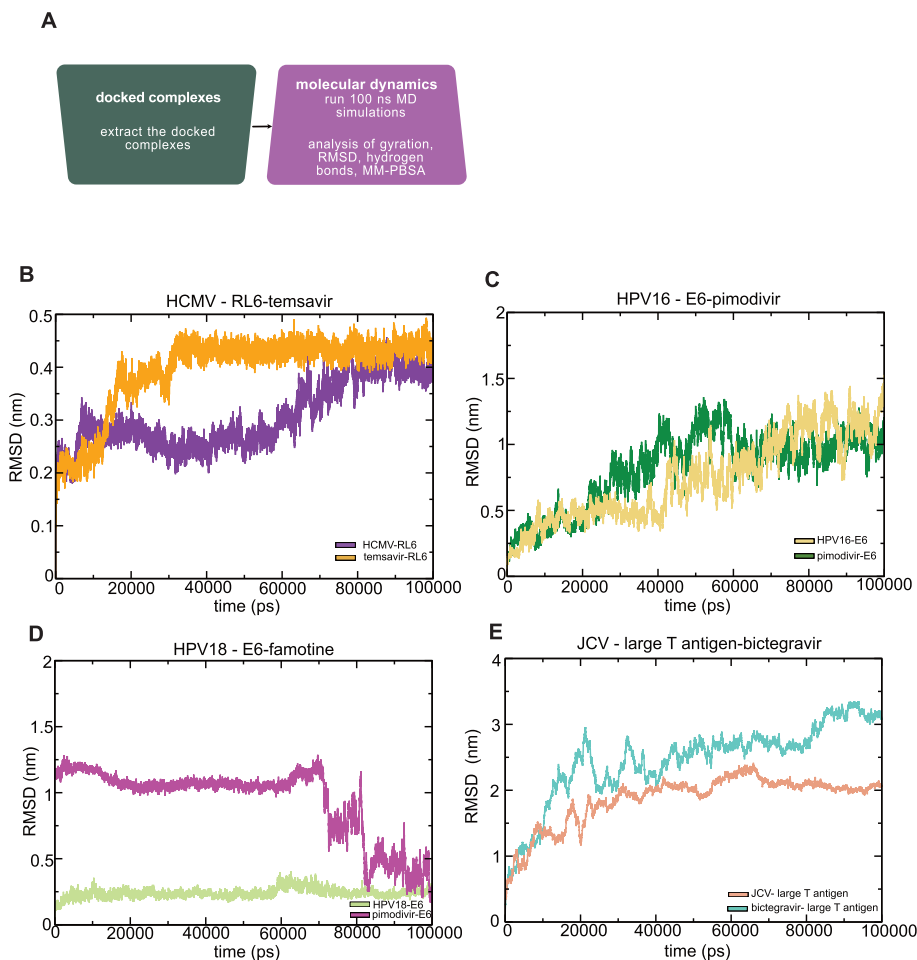 A
docked complexes
extract the docked
complexes
molecular dynamics
run 100 ns MD
simulations
analysis of gyration,
RMSD, hydrogen
bonds, MM-PBSA
B
HCMV - RL6-temsavir
0.5
0.4
0.3
0.2
0.1
0
RMSD (nm)
HCMV-RL6
temsavir-RL6
0 20000 40000 60000 80000 100000
time (ps)
C
HPV16 - E6-pimodivir
2
1.5
1
0.5
0
RMSD (nm)
HPV16-E6
pimodivir-E6
0 20000 40000 60000 80000 100000
time (ps)
D
HPV18 - E6-famotine
2
1.5
1
0.5
0
RMSD (nm)
HPV18-E6
pimodivir-E6
0 20000 40000 60000 80000 100000
time (ps)
E
JCV - large T antigen-bictegravir
4
3
2
1
0
RMSD (nm)
JCV- large T antigen
bictegravir- large T antigen
0 20000 40000 60000 80000 100000
time (ps)